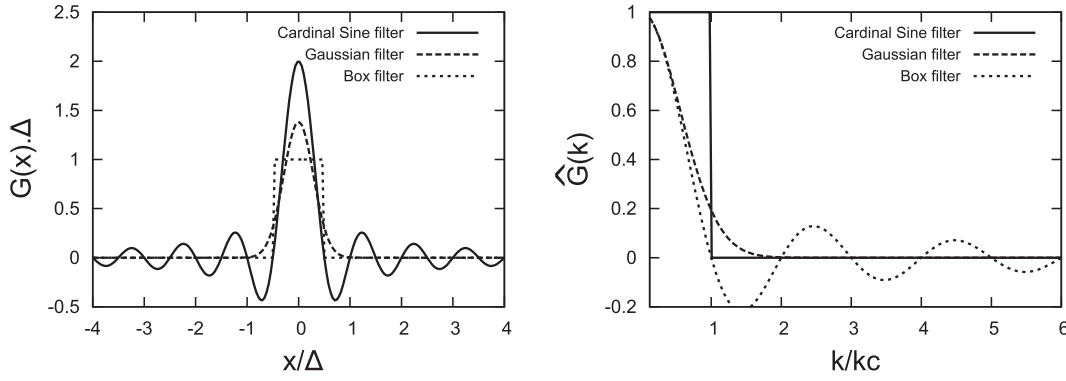 2.5
2
1.5
1
0.5
0
-0.5
-4 -3 -2 -1 0 1 2 3 4
G(x).Δ
x/Δ
Cardinal Sine filter
Gaussian filter
Box filter
1
0.8
0.6
0.4
0.2
0
-0.2
1 2 3 4 5 6
Ĝ(k)
k/kc
Cardinal Sine filter
Gaussian filter
Box filter